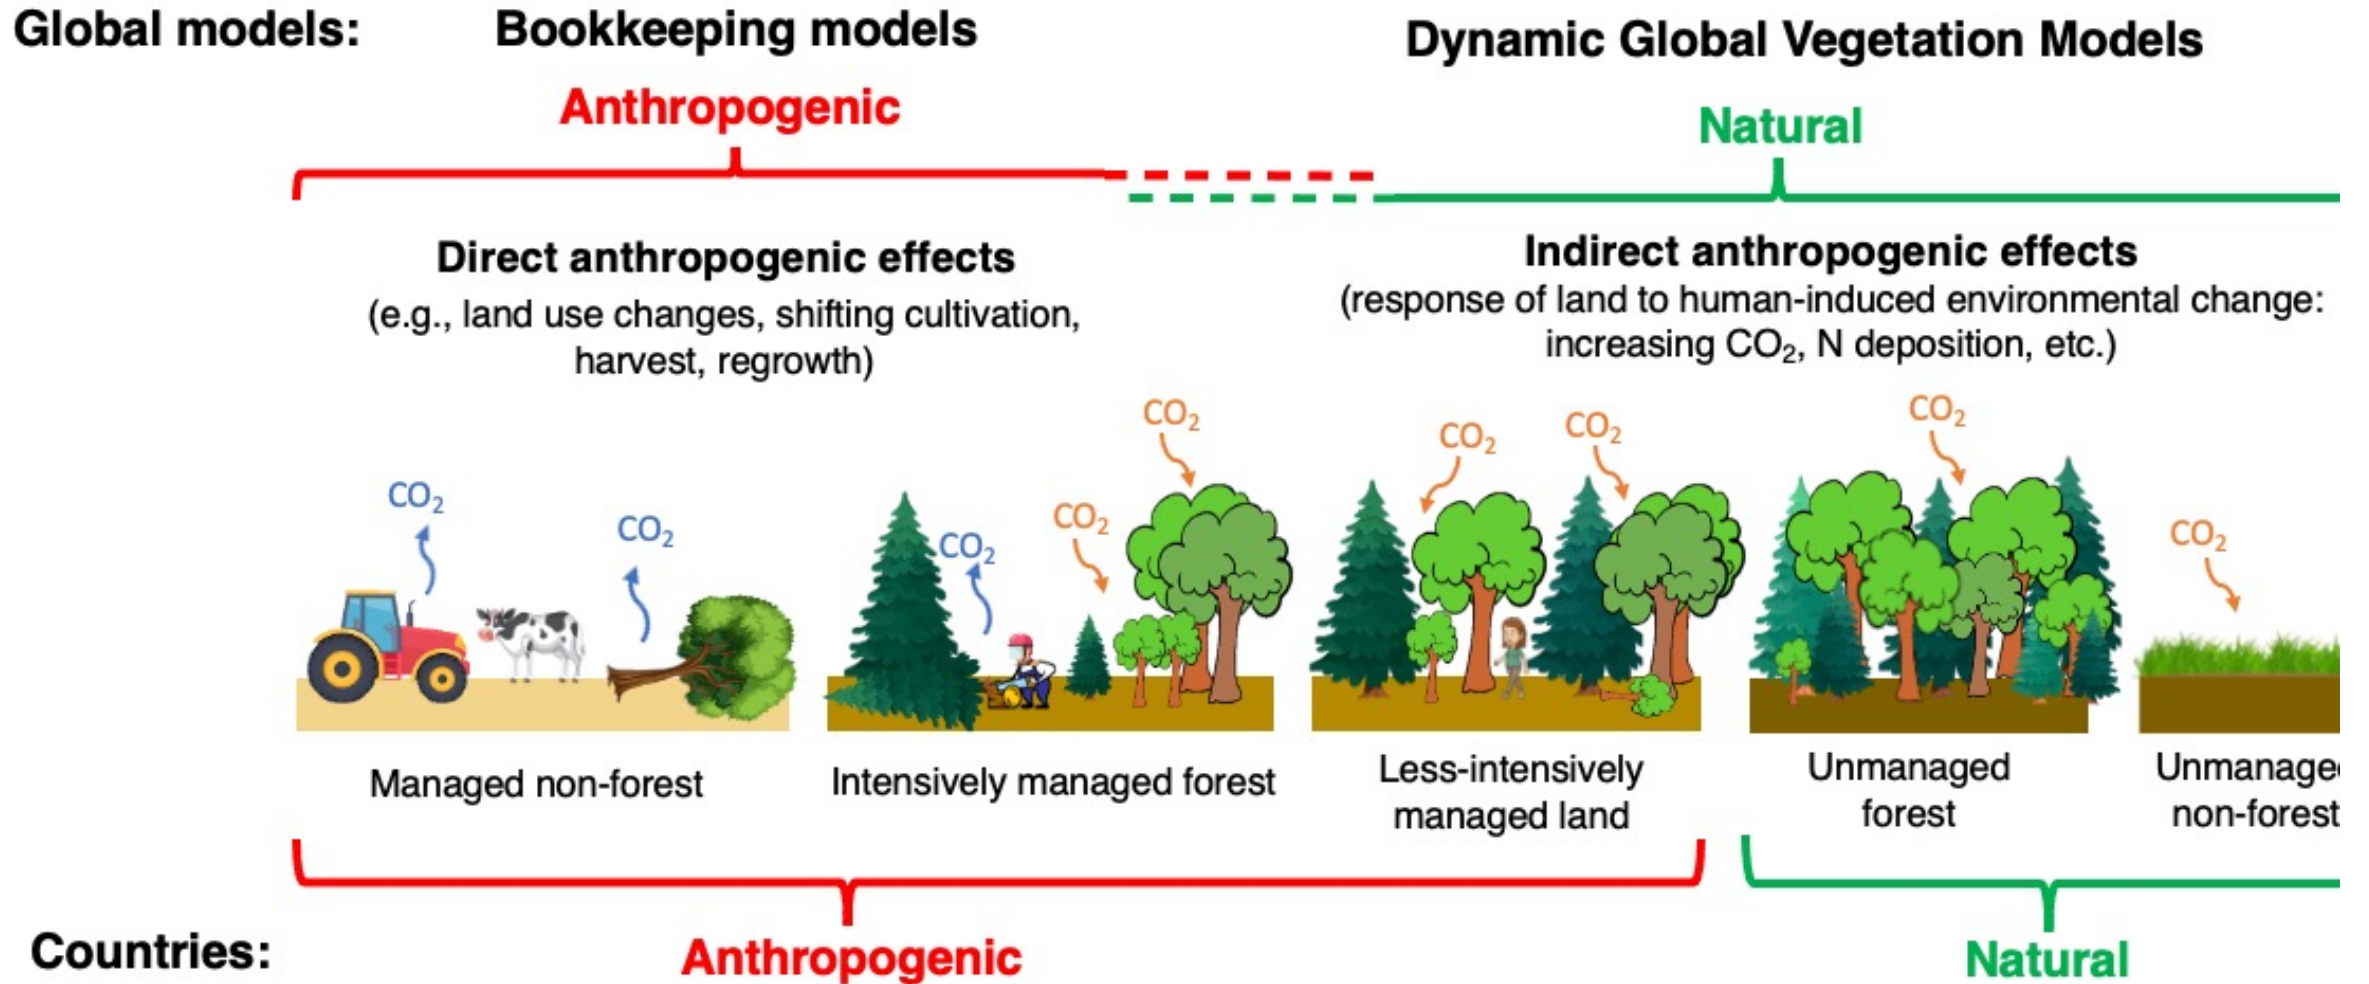 Global models:
Bookkeeping models
Dynamic Global Vegetation Models
Anthropogenic
Natural
Direct anthropogenic effects
(e.g., land use changes, shifting cultivation,
harvest, regrowth)
Indirect anthropogenic effects
(response of land to human-induced environmental change:
increasing CO₂, N deposition, etc.)
CO₂
CO₂
CO₂
CO₂
CO₂
CO₂
CO₂
CO₂
CO₂
Managed non-forest
Intensively managed forest
Less-intensively
managed land
Unmanaged
forest
Unmanage
non-forest
Countries:
Anthropogenic
Natural